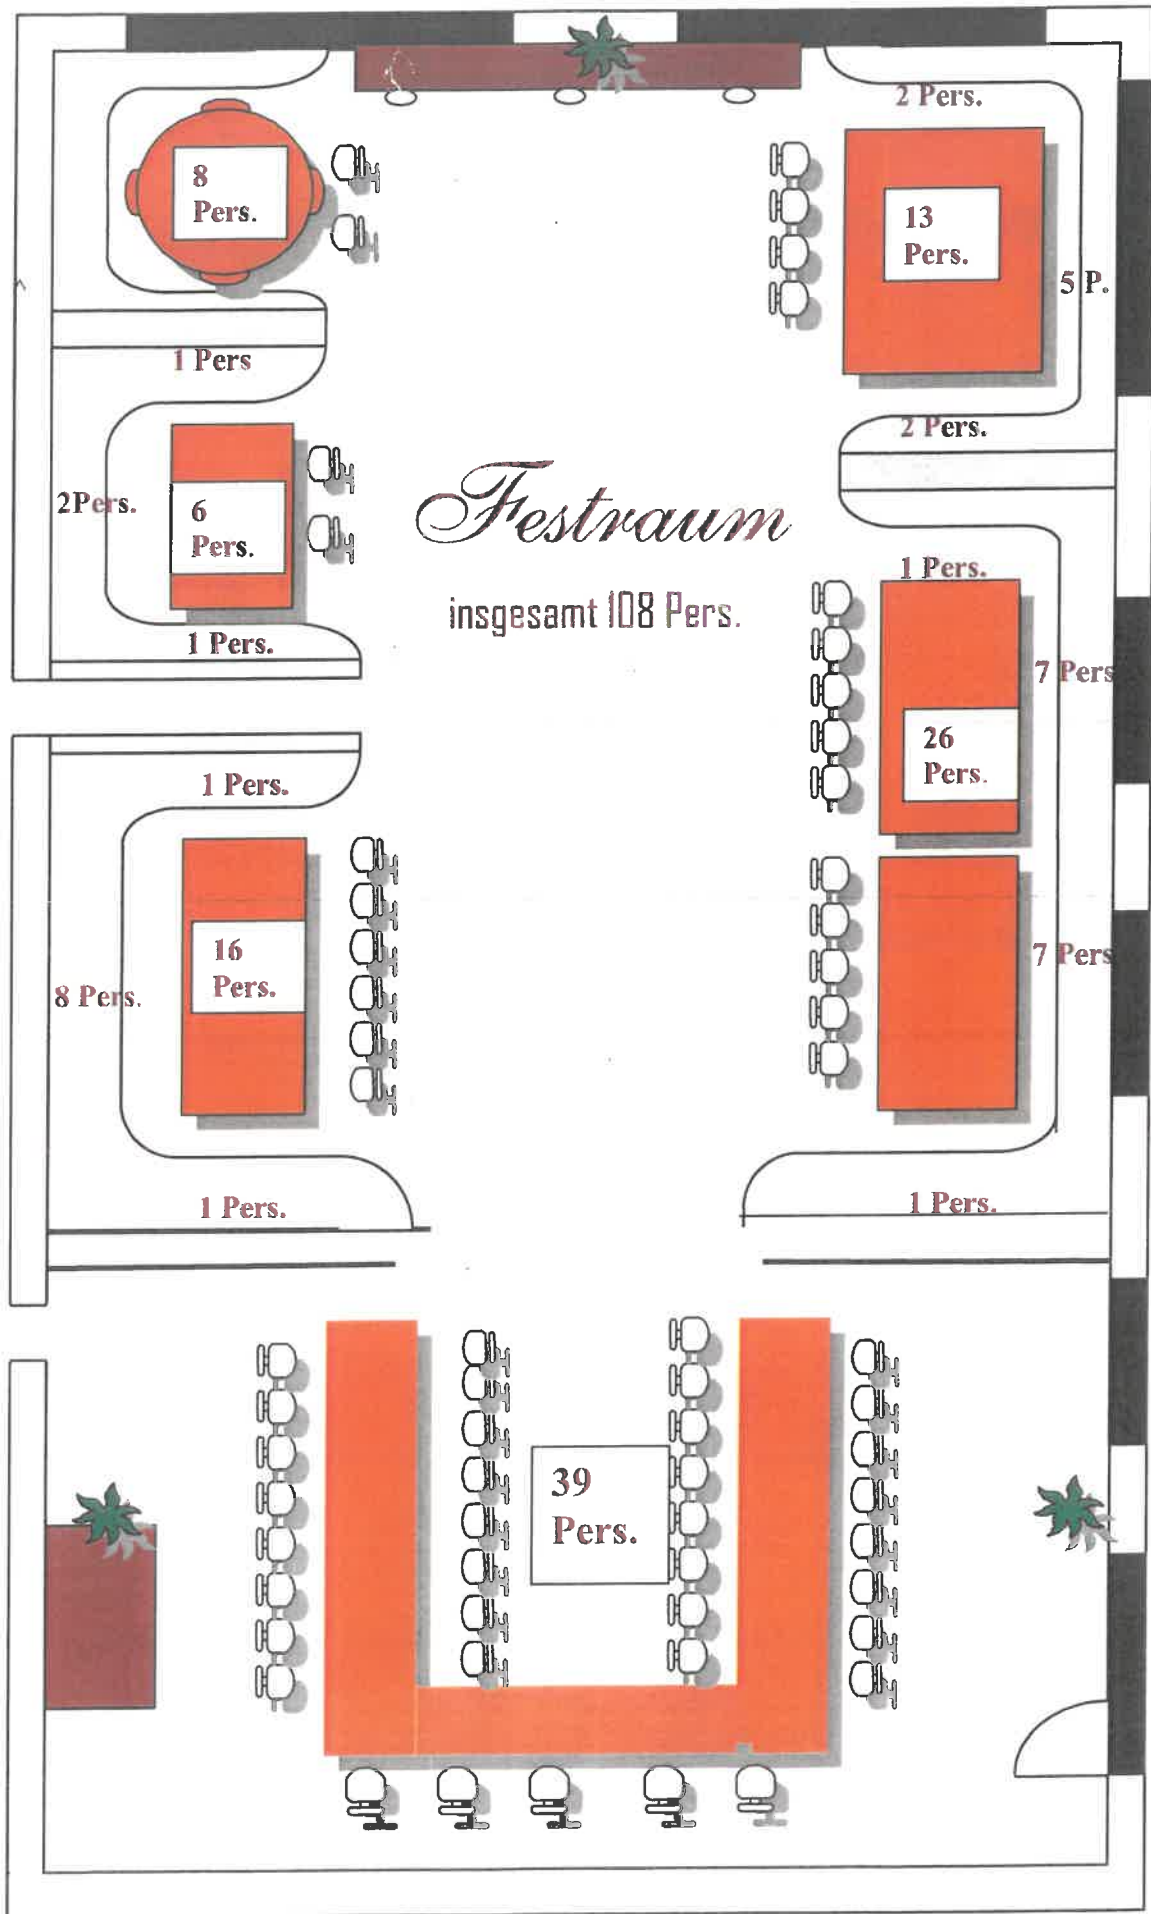 2 Pers.
8
Pers.
13
Pers.
5 P.
1 Pers
2 Pers.
2Pers.
6
Pers.
Festraum
insgesamt 108 Pers.
1 Pers.
1 Pers.
7 Pers
26
Pers.
1 Pers.
16
Pers.
8 Pers.
7 Pers
1 Pers.
1 Pers.
39
Pers.